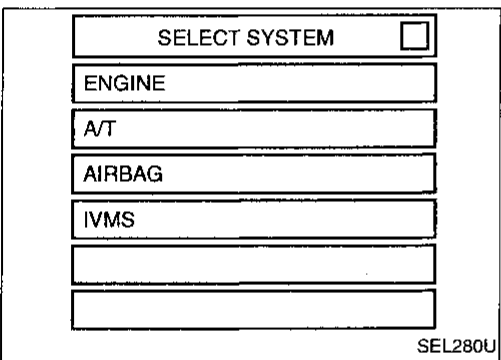 SELECT SYSTEM
ENGINE
A/T
AIRBAG
IVMS
SEL280U